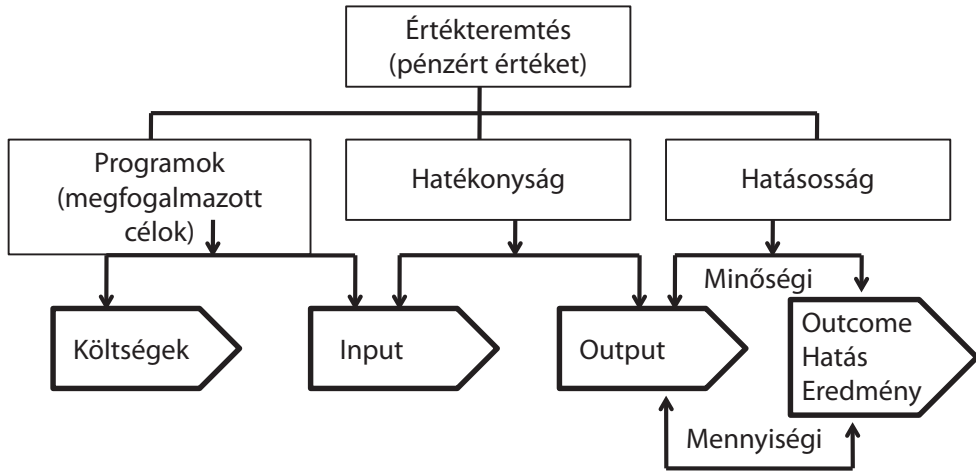 Értékteremtés
(pénzért értéket)
Programok
(megfogalmazott
célok)
Hatékonyság
Hatásosság
Minőségi
Költségek
Input
Output
Outcome
Hatás
Eredmény
Mennyiségi